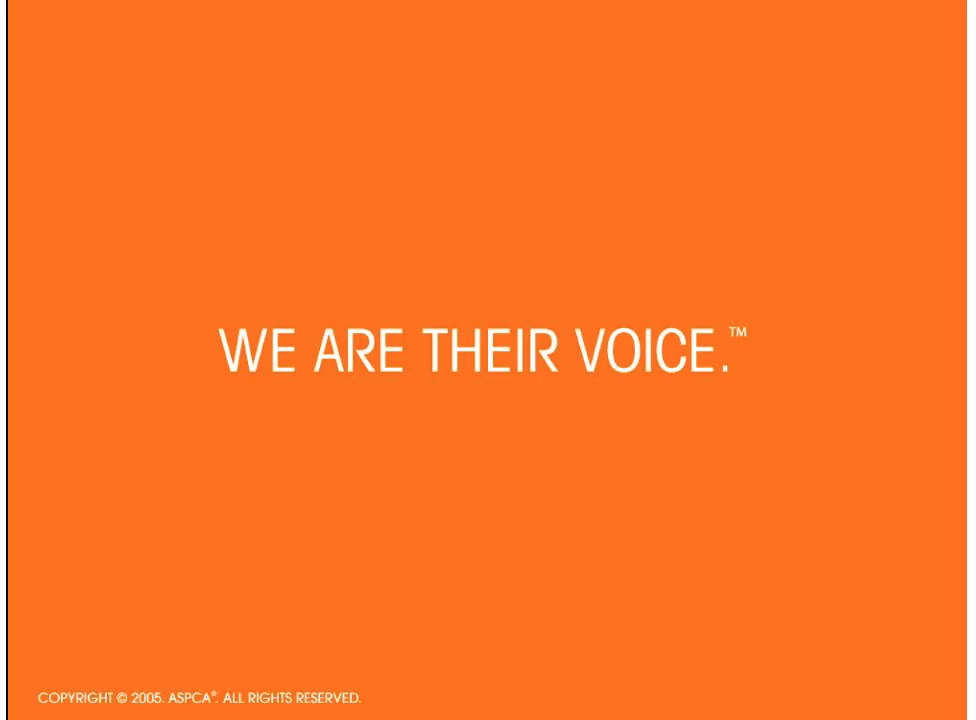 WE ARE THEIR VOICE.™
COPYRIGHT © 2005. ASPCA®. ALL RIGHTS RESERVED.